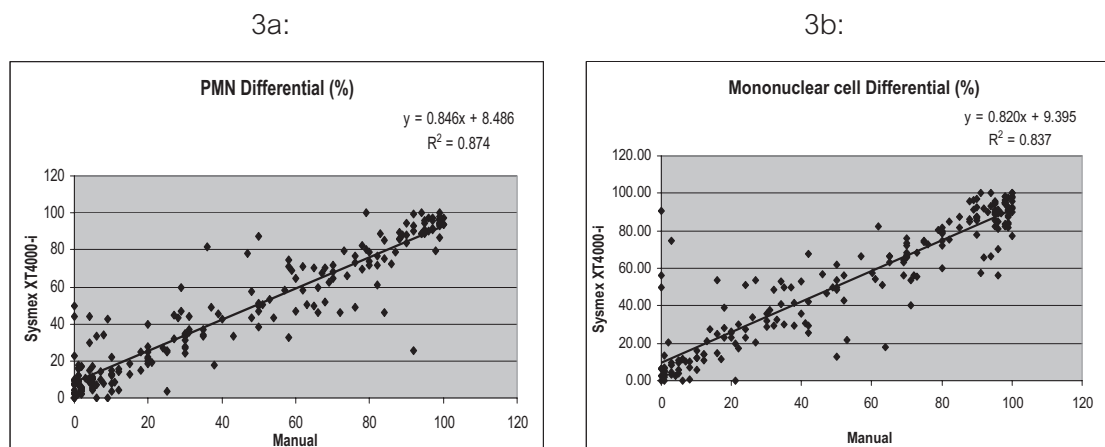 3a:
PMN Differential (%)
y = 0.846x + 8.486
R² = 0.874
120
100
80
60
40
20
0
0 20 40 60 80 100 120
Sysmex XT4000-i
Manual
3b:
Mononuclear cell Differential (%)
y = 0.820x + 9.395
R² = 0.837
120.00
100.00
80.00
60.00
40.00
20.00
0.00
0 20 40 60 80 100 120
Sysmex XT4000-i
Manual